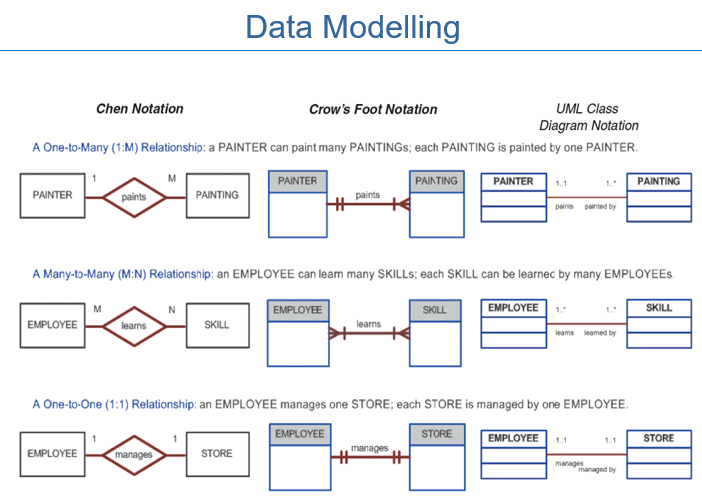 Data Modelling
Chen Notation
Crow's Foot Notation
UML Class
Diagram Notation
A One-to-Many (1:M) Relationship: a PAINTER can paint many PAINTINGs; each PAINTING is painted by one PAINTER.
PAINTER 1 paints M PAINTING
PAINTER paints PAINTING
PAINTER 1..1 1..* PAINTING
paints painted by
A Many-to-Many (M:N) Relationship: an EMPLOYEE can learn many SKILLs; each SKILL can be learned by many EMPLOYEEs.
EMPLOYEE M learns N SKILL
EMPLOYEE learns SKILL
EMPLOYEE 1..* 1..* SKILL
learns learned by
A One-to-One (1:1) Relationship: an EMPLOYEE manages one STORE; each STORE is managed by one EMPLOYEE.
EMPLOYEE 1 manages 1 STORE
EMPLOYEE manages STORE
EMPLOYEE 1..1 1..1 STORE
manages
managed by